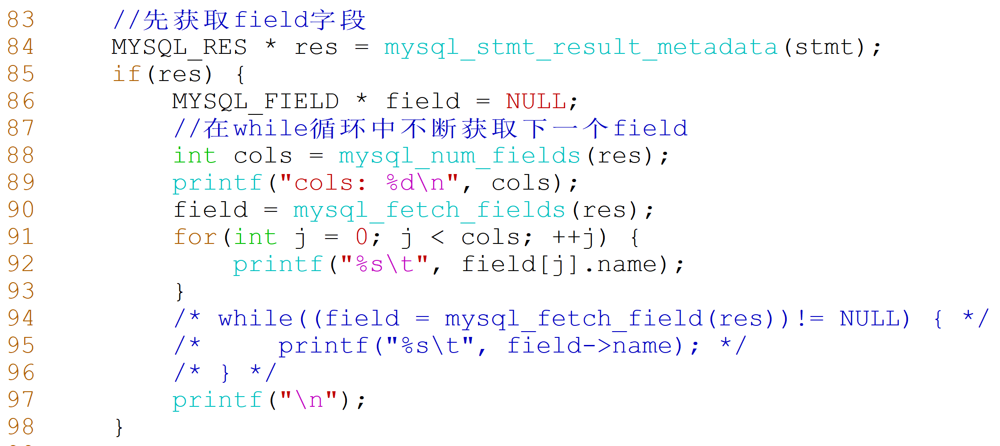 83     //先获取field字段
84     MYSQL_RES * res = mysql_stmt_result_metadata(stmt);
85     if(res) {
86         MYSQL_FIELD * field = NULL;
87         //在while循环中不断获取下一个field
88         int cols = mysql_num_fields(res);
89         printf("cols: %d\n", cols);
90         field = mysql_fetch_fields(res);
91         for(int j = 0; j < cols; ++j) {
92             printf("%s\t", field[j].name);
93         }
94         /* while((field = mysql_fetch_field(res))!= NULL) { */
95         /*     printf("%s\t", field->name); */
96         /* } */
97         printf("\n");
98     }